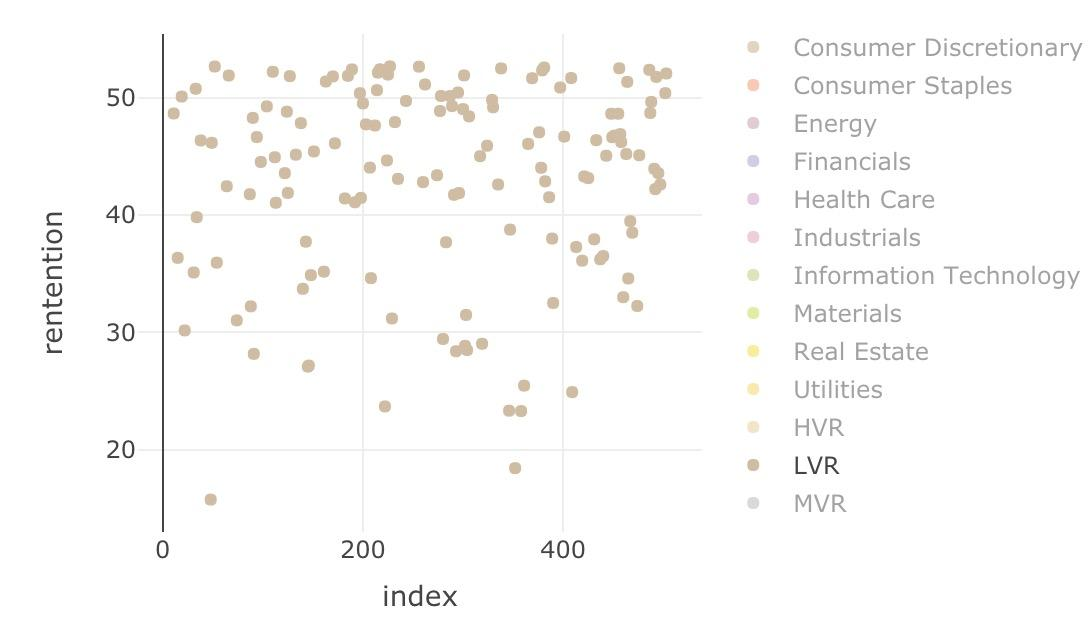 50
40
30
20
0
200
400
rentention
index
Consumer Discretionary
Consumer Staples
Energy
Financials
Health Care
Industrials
Information Technology
Materials
Real Estate
Utilities
HVR
LVR
MVR